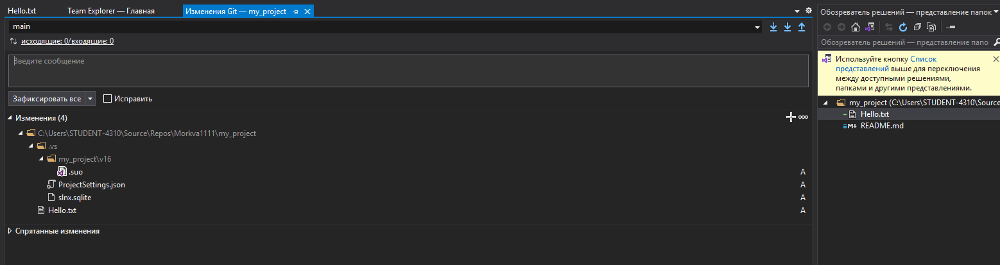 Hello.txt
Team Explorer — Главная
Изменения Git — my_project
main
исходящие: 0/входящие: 0
Введите сообщение
Зафиксировать все
Исправить
Изменения (4)
C:\Users\STUDENT-4310\Source\Repos\Morkva1111\my_project
.vs
my_project\v16
.suo A
ProjectSettings.json A
slnx.sqlite A
Hello.txt A
Спрятанные изменения
Обозреватель решений — представление папок
Обозреватель решений — представление папо
Используйте кнопку Список
представлений выше для переключения
между доступными решениями,
папками и другими представлениями.
my_project (C:\Users\STUDENT-4310\Source
+ Hello.txt
M README.md